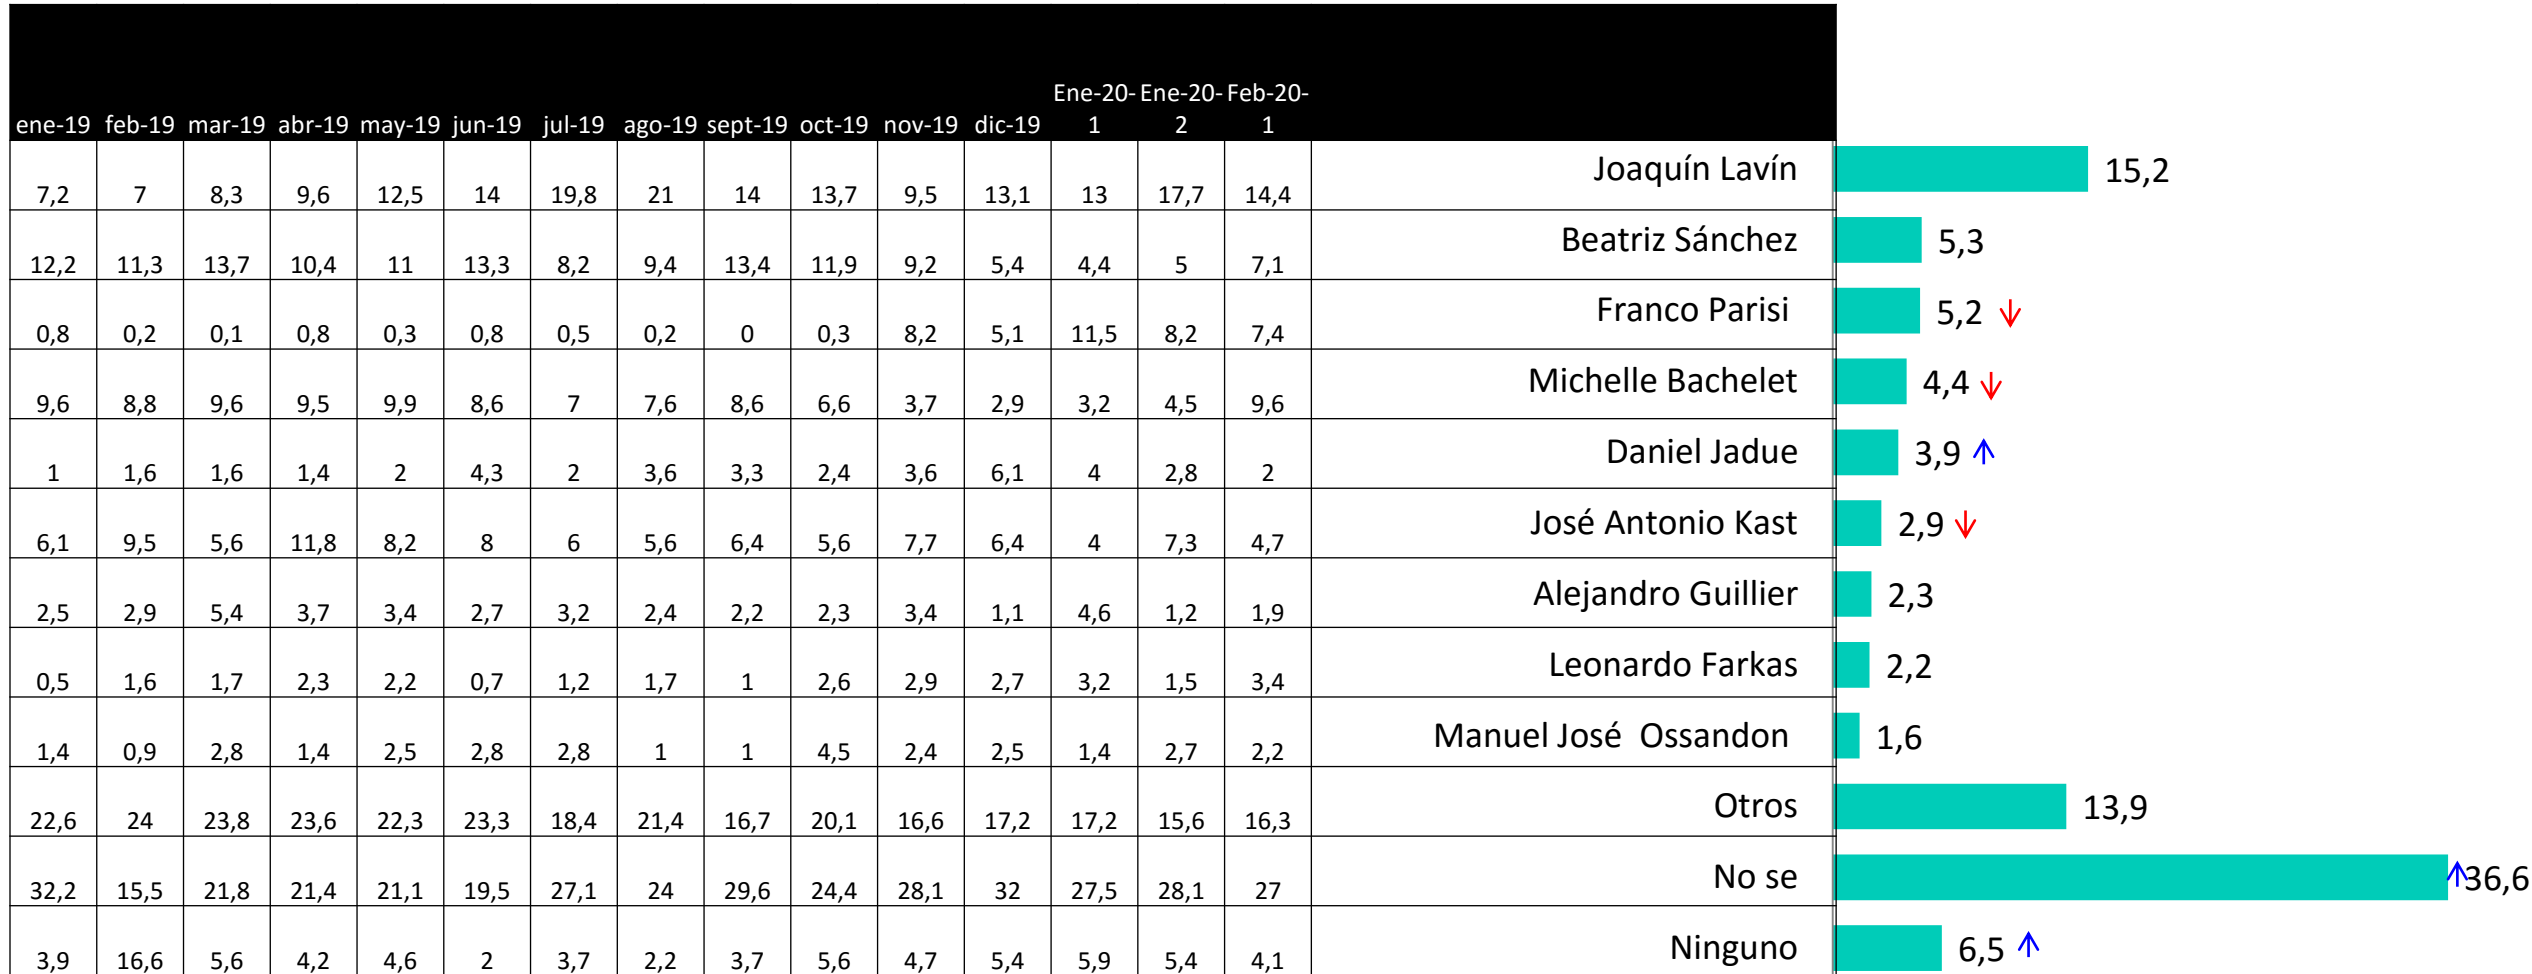 Ene-20- Ene-20- Feb-20-
ene-19 feb-19 mar-19 abr-19 may-19 jun-19 jul-19 ago-19 sept-19 oct-19 nov-19 dic-19 1 2 1
7,2 7 8,3 9,6 12,5 14 19,8 21 14 13,7 9,5 13,1 13 17,7 14,4 Joaquín Lavín 15,2
12,2 11,3 13,7 10,4 11 13,3 8,2 9,4 13,4 11,9 9,2 5,4 4,4 5 7,1 Beatriz Sánchez 5,3
0,8 0,2 0,1 0,8 0,3 0,8 0,5 0,2 0 0,3 8,2 5,1 11,5 8,2 7,4 Franco Parisi 5,2 ↓
9,6 8,8 9,6 9,5 9,9 8,6 7 7,6 8,6 6,6 3,7 2,9 3,2 4,5 9,6 Michelle Bachelet 4,4 ↓
1 1,6 1,6 1,4 2 4,3 2 3,6 3,3 2,4 3,6 6,1 4 2,8 2 Daniel Jadue 3,9 ↑
6,1 9,5 5,6 11,8 8,2 8 6 5,6 6,4 5,6 7,7 6,4 4 7,3 4,7 José Antonio Kast 2,9 ↓
2,5 2,9 5,4 3,7 3,4 2,7 3,2 2,4 2,2 2,3 3,4 1,1 4,6 1,2 1,9 Alejandro Guillier 2,3
0,5 1,6 1,7 2,3 2,2 0,7 1,2 1,7 1 2,6 2,9 2,7 3,2 1,5 3,4 Leonardo Farkas 2,2
1,4 0,9 2,8 1,4 2,5 2,8 2,8 1 1 4,5 2,4 2,5 1,4 2,7 2,2 Manuel José Ossandon 1,6
22,6 24 23,8 23,6 22,3 23,3 18,4 21,4 16,7 20,1 16,6 17,2 17,2 15,6 16,3 Otros 13,9
32,2 15,5 21,8 21,4 21,1 19,5 27,1 24 29,6 24,4 28,1 32 27,5 28,1 27 No se ↑36,6
3,9 16,6 5,6 4,2 4,6 2 3,7 2,2 3,7 5,6 4,7 5,4 5,9 5,4 4,1 Ninguno 6,5 ↑